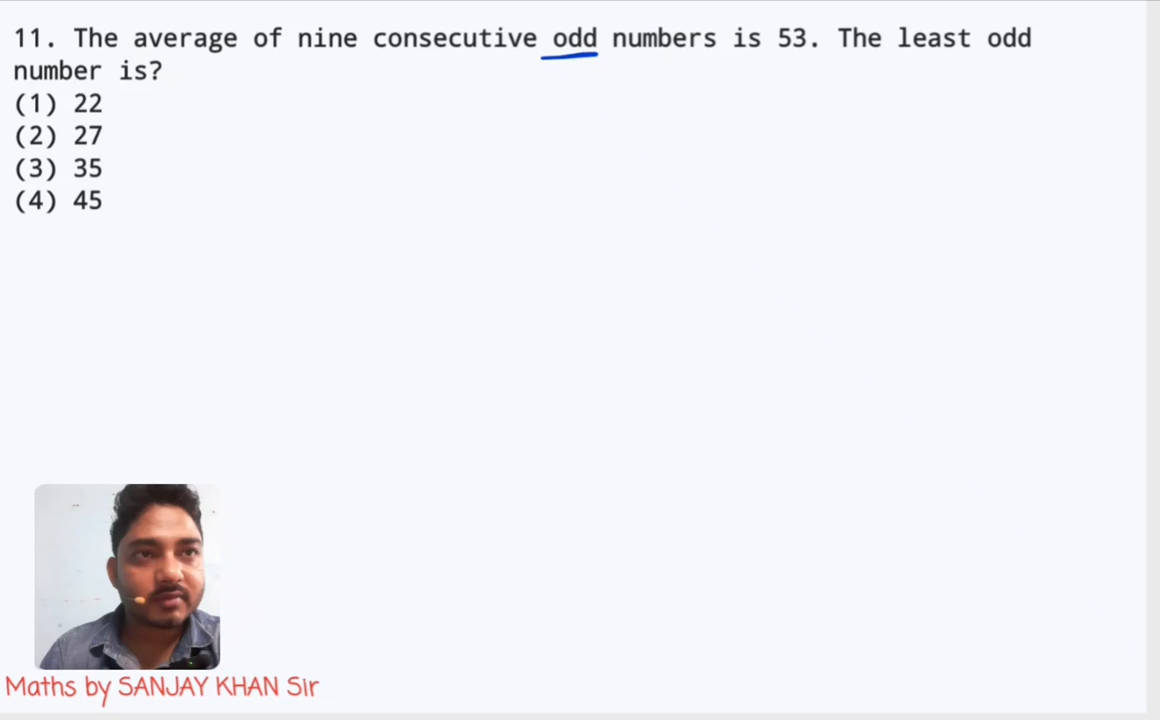 11. The average of nine consecutive odd numbers is 53. The least odd
number is?
(1) 22
(2) 27
(3) 35
(4) 45
Maths by SANJAY KHAN Sir